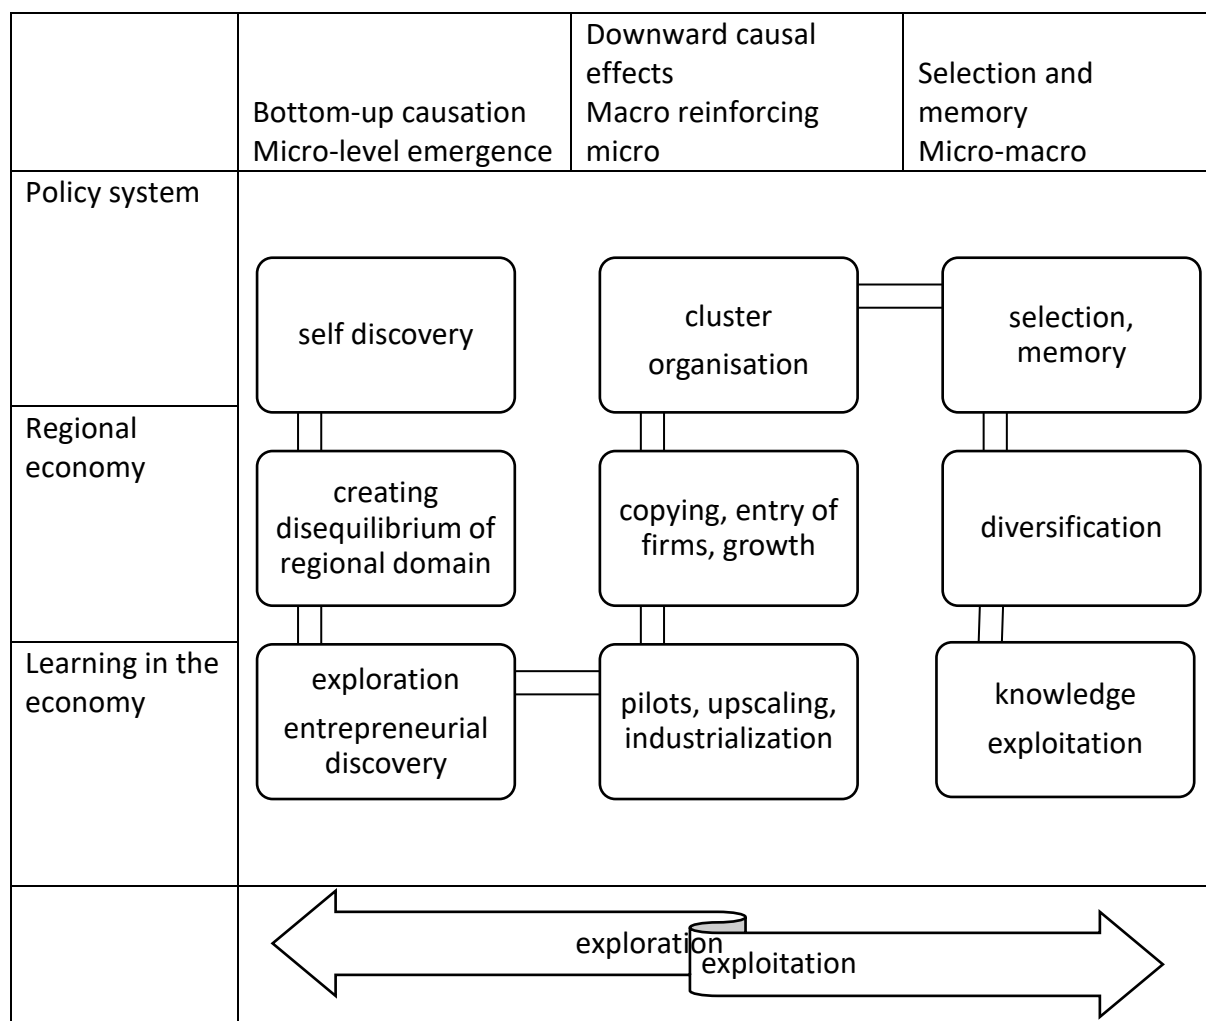 Bottom-up causation
Micro-level emergence
Downward causal
effects
Macro reinforcing
micro
Selection and
memory
Micro-macro
Policy system
self discovery
cluster
organisation
selection,
memory
Regional
economy
creating
disequilibrium of
regional domain
copying, entry of
firms, growth
diversification
Learning in the
economy
exploration
entrepreneurial
discovery
pilots, upscaling,
industrialization
knowledge
exploitation
exploration
exploitation